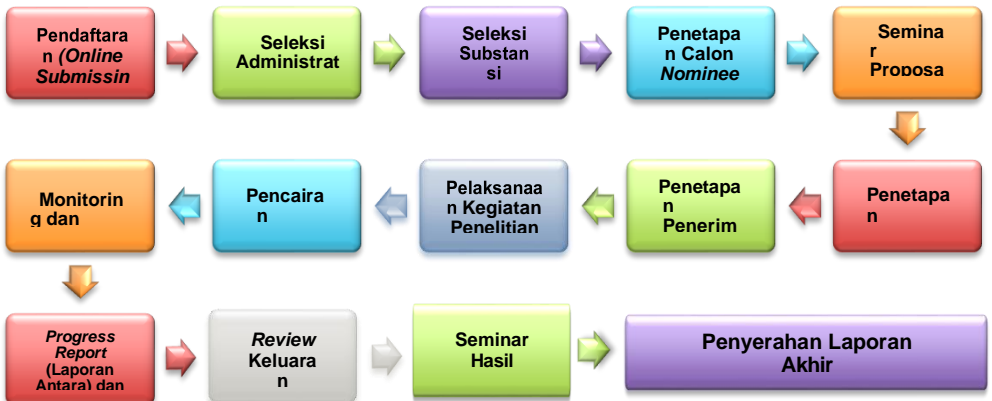 Pendaftara
n (Online
Submissin
Seleksi
Administrat
Seleksi
Substan
si
Penetapa
n Calon
Nominee
Semina
r
Proposa
Penetapa
n
Penetapa
n
Penerim
Pelaksanaa
n Kegiatan
Penelitian
Pencaira
n
Monitorin
g dan
Progress
Report
(Laporan
Antara) dan
Review
Keluara
n
Seminar
Hasil
Penyerahan Laporan
Akhir